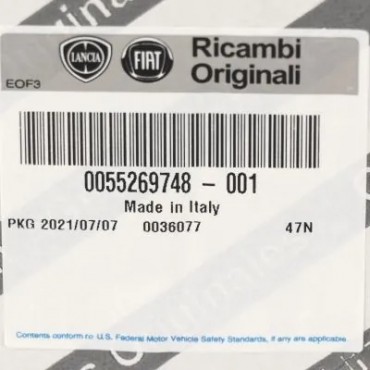 LANCIA FIAT Ricambi
Originali
EOF3
0055269748 - 001
Made in Italy
PKG 2021/07/07 0036077 47N
Contents conform to U.S. Federal Motor Vehicle Safety Standards, if any are applicable.